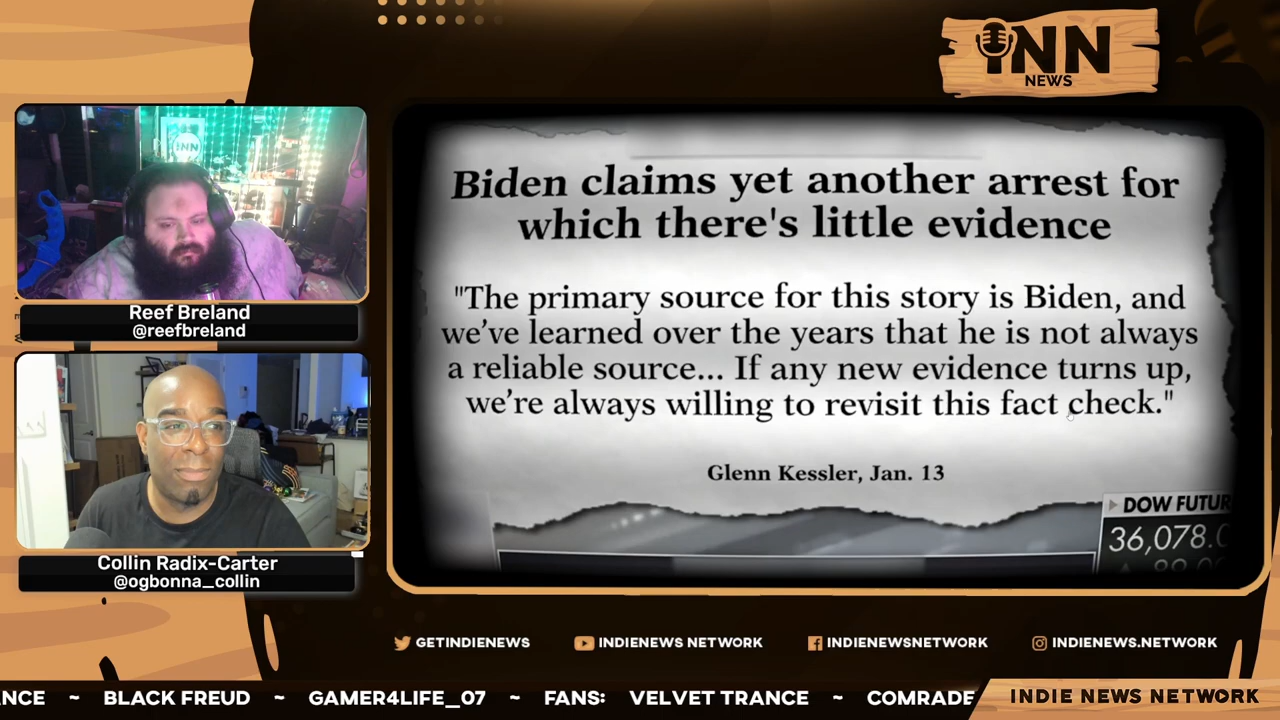 INN
NEWS
Biden claims yet another arrest for
which there's little evidence
"The primary source for this story is Biden, and
we've learned over the years that he is not always
a reliable source... If any new evidence turns up,
we're always willing to revisit this fact check."
Glenn Kessler, Jan. 13
DOW FUTUR
36,078.0
INN
Reef Breland
@reefbreland
Collin Radix-Carter
@ogbonna_collin
GETINDIENEWS
INDIENEWS NETWORK
INDIENEWSNETWORK
INDIENEWS.NETWORK
NCE ~ BLACK FREUD ~ GAMER4LIFE_07 ~ FANS: VELVET TRANCE ~ COMRADE
INDIE NEWS NETWORK